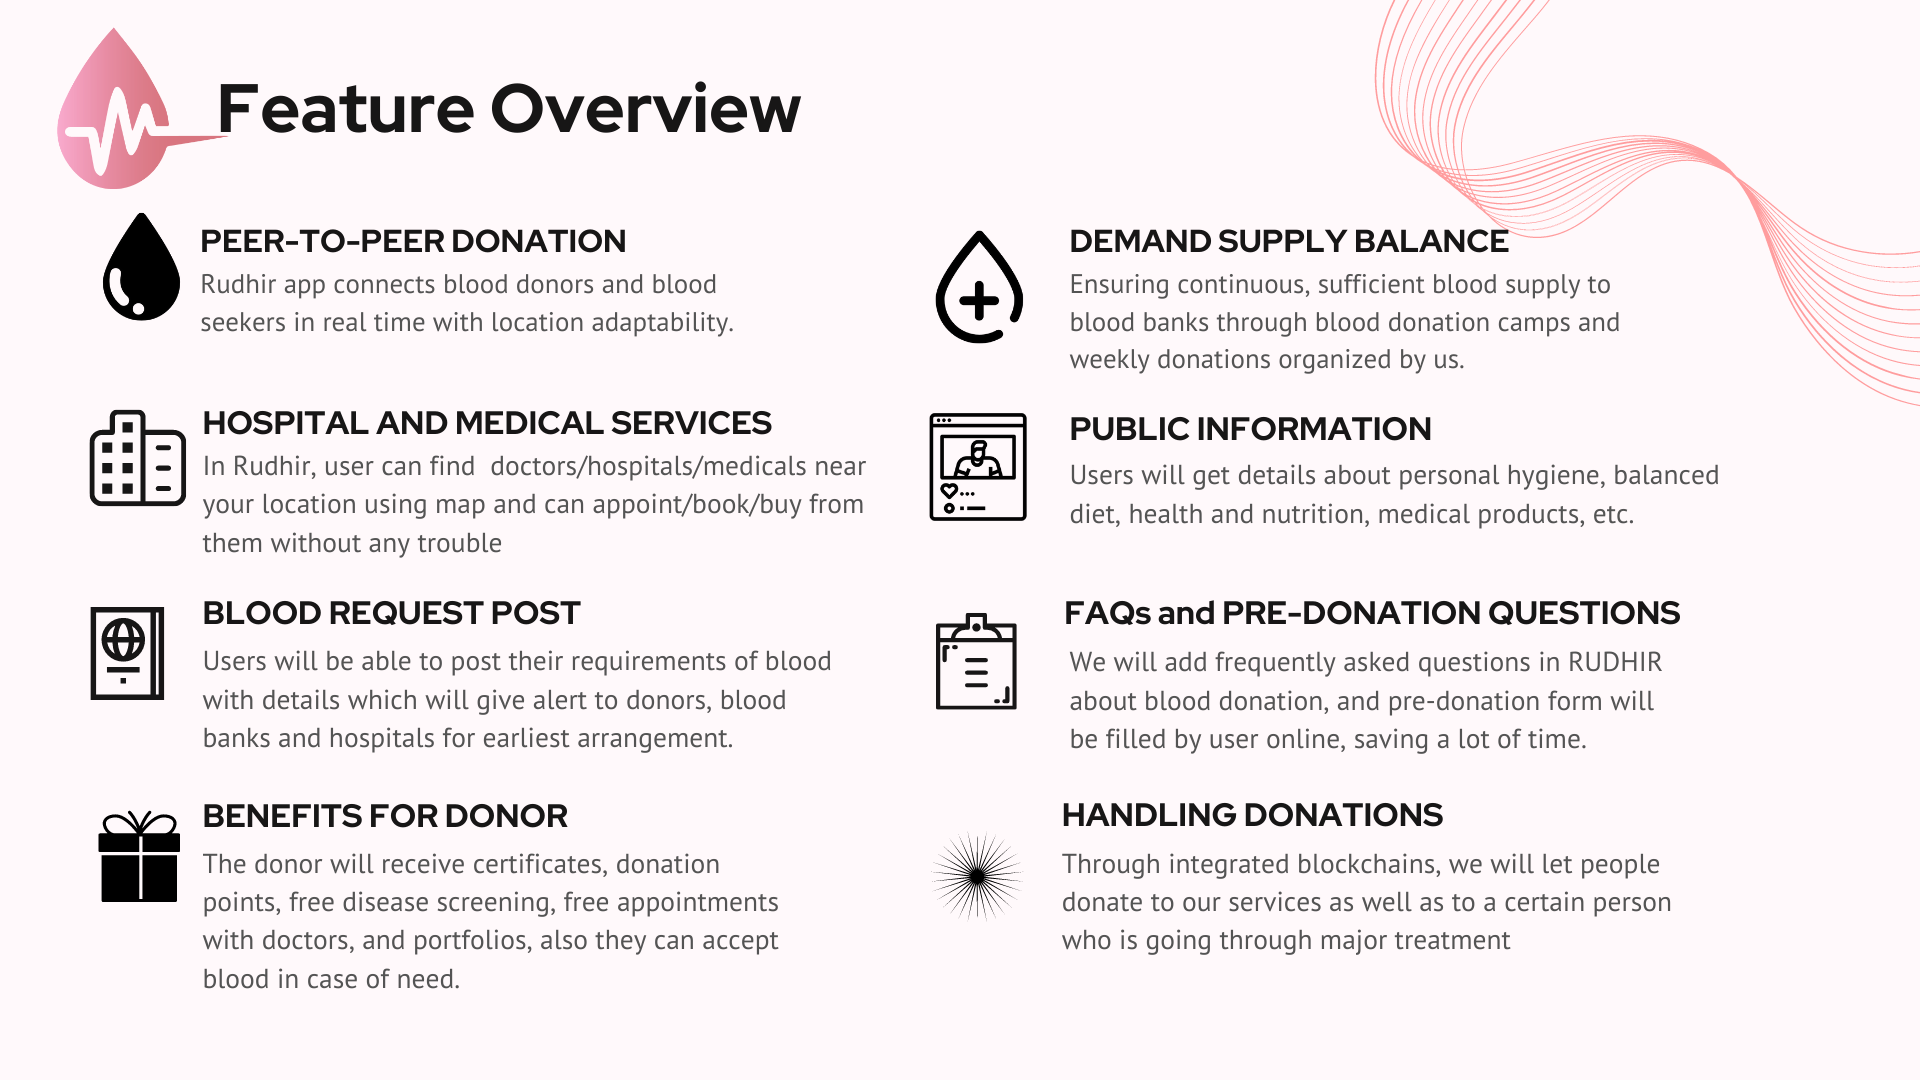 Feature Overview
PEER-TO-PEER DONATION
Rudhir app connects blood donors and blood
seekers in real time with location adaptability.
HOSPITAL AND MEDICAL SERVICES
In Rudhir, user can find  doctors/hospitals/medicals near
your location using map and can appoint/book/buy from
them without any trouble
BLOOD REQUEST POST
Users will be able to post their requirements of blood
with details which will give alert to donors, blood
banks and hospitals for earliest arrangement.
BENEFITS FOR DONOR
The donor will receive certificates, donation
points, free disease screening, free appointments
with doctors, and portfolios, also they can accept
blood in case of need.
DEMAND SUPPLY BALANCE
Ensuring continuous, sufficient blood supply to
blood banks through blood donation camps and
weekly donations organized by us.
PUBLIC INFORMATION
Users will get details about personal hygiene, balanced
diet, health and nutrition, medical products, etc.
FAQs and PRE-DONATION QUESTIONS
We will add frequently asked questions in RUDHIR
about blood donation, and pre-donation form will
be filled by user online, saving a lot of time.
HANDLING DONATIONS
Through integrated blockchains, we will let people
donate to our services as well as to a certain person
who is going through major treatment